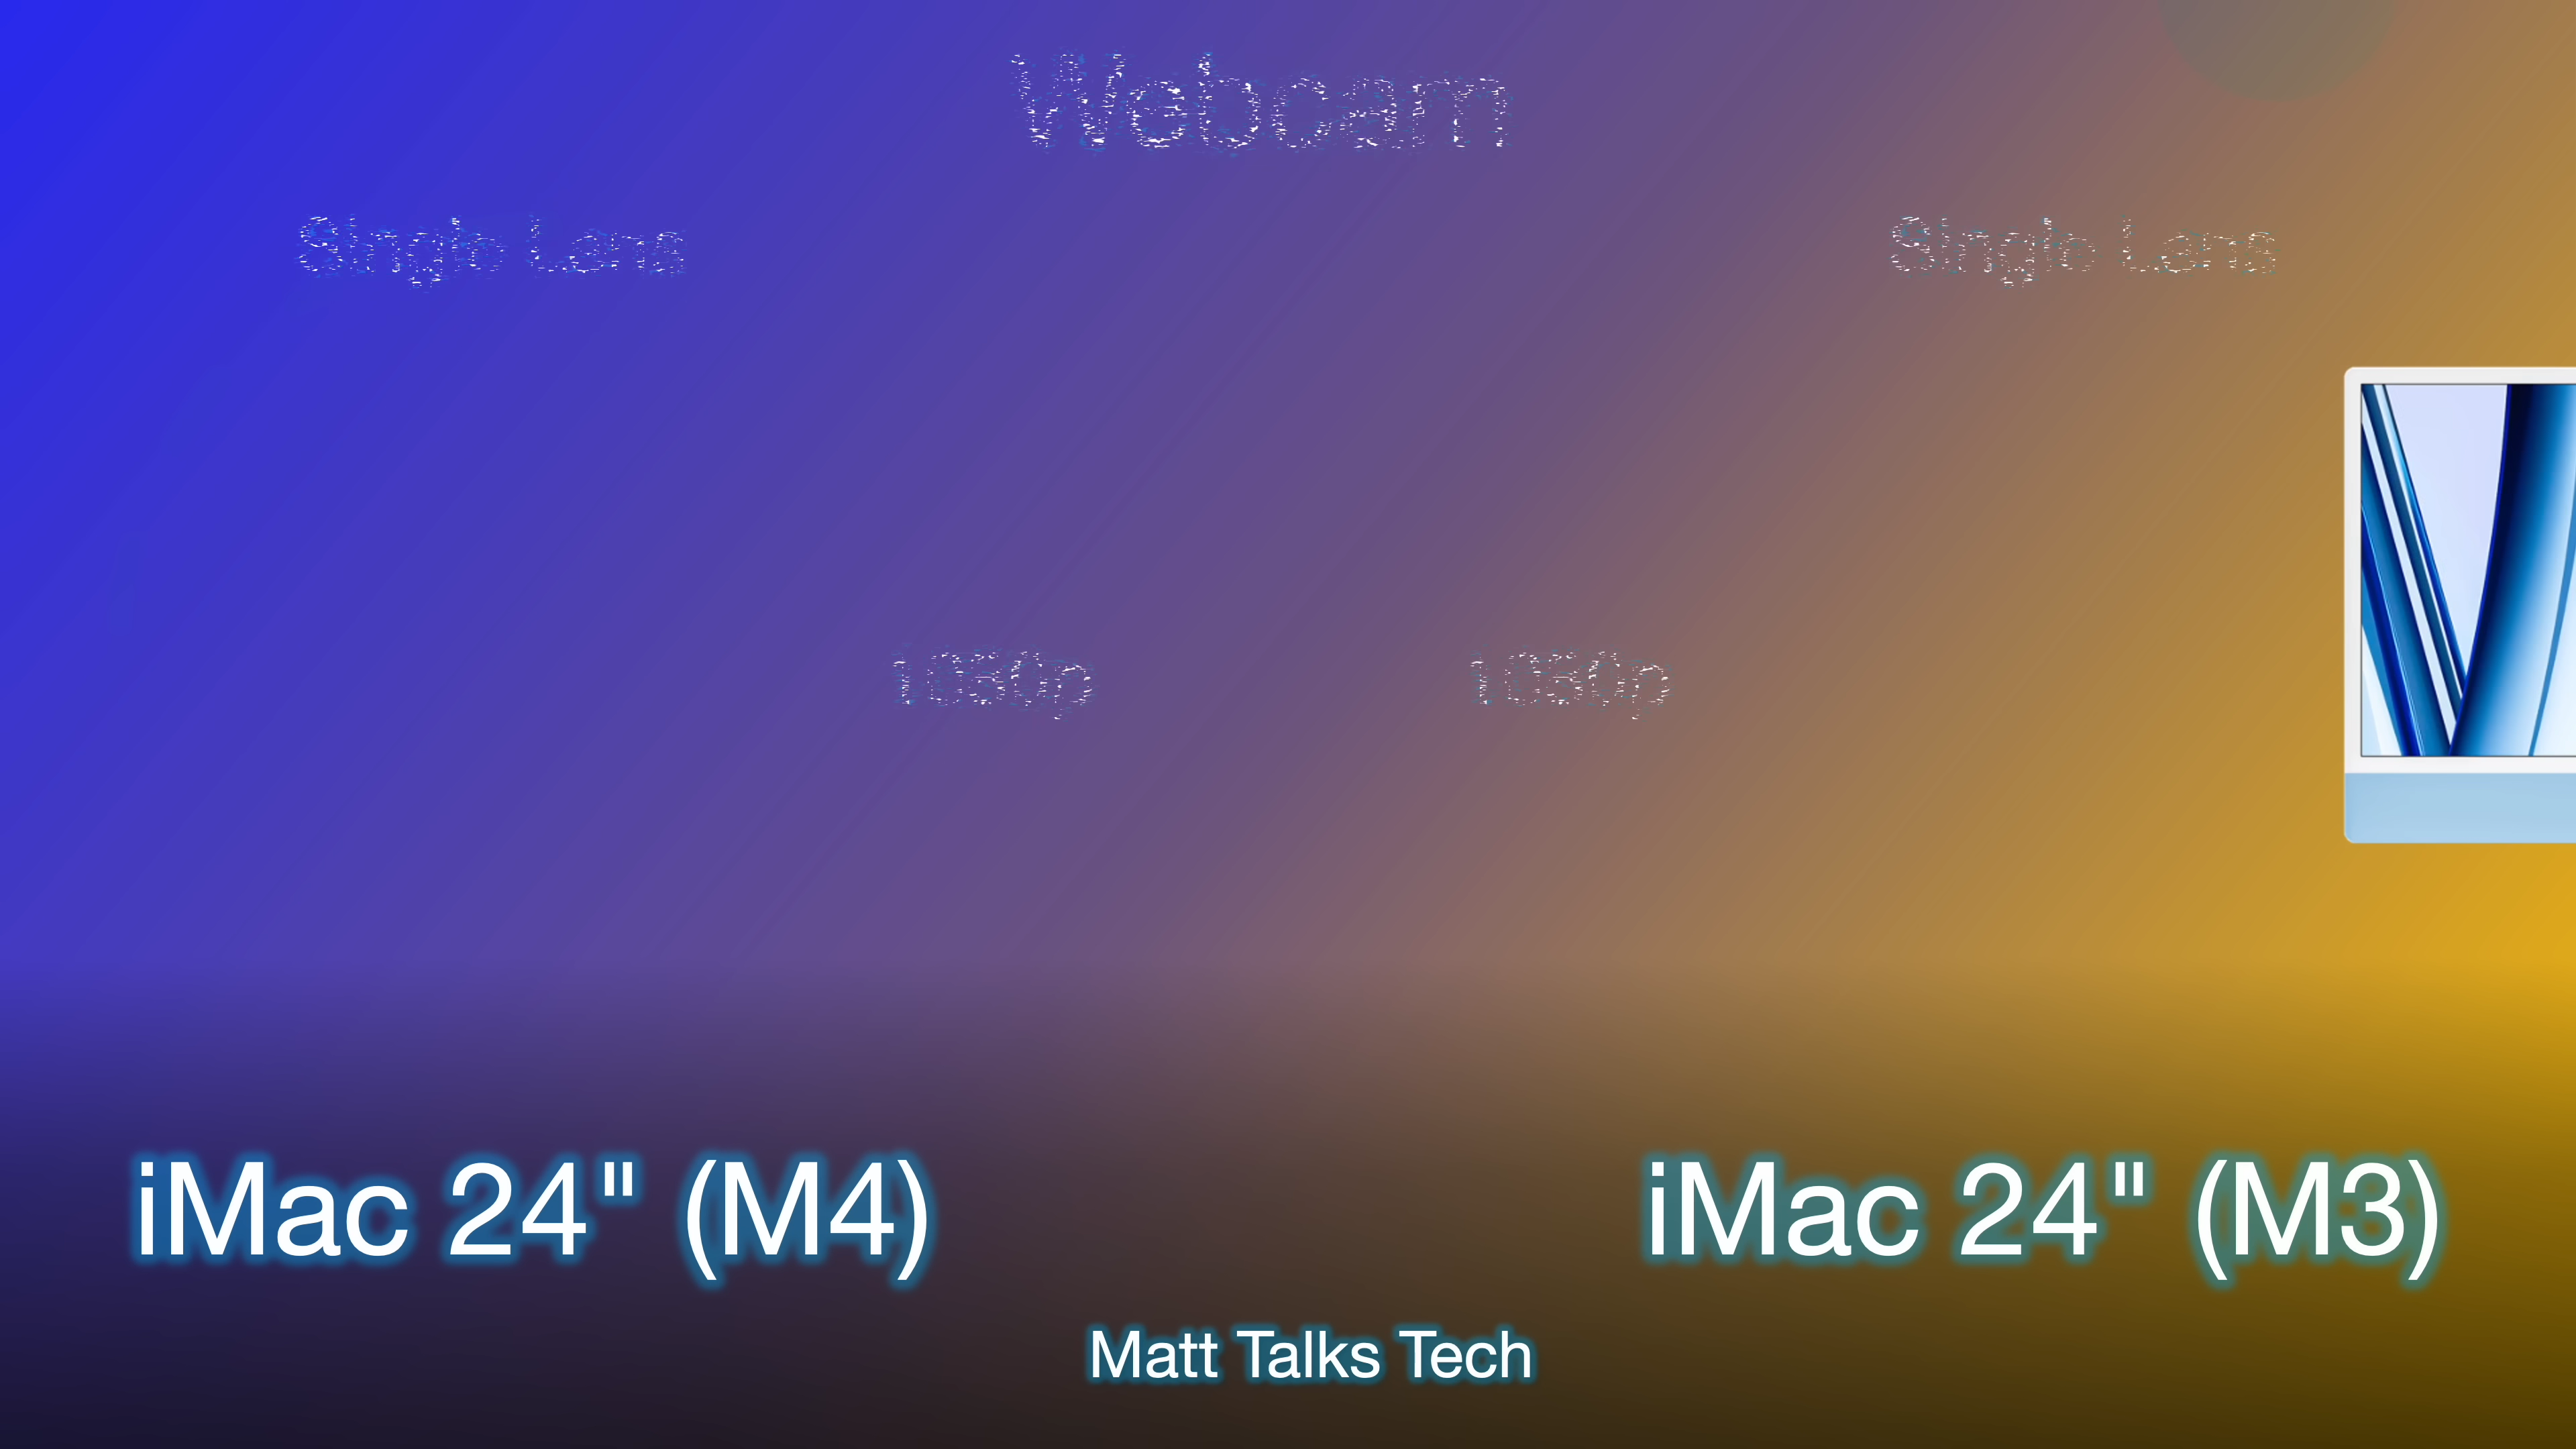 Webcam
Single Lens
Single Lens
1080p
1080p
iMac 24" (M4)
iMac 24" (M3)
Matt Talks Tech